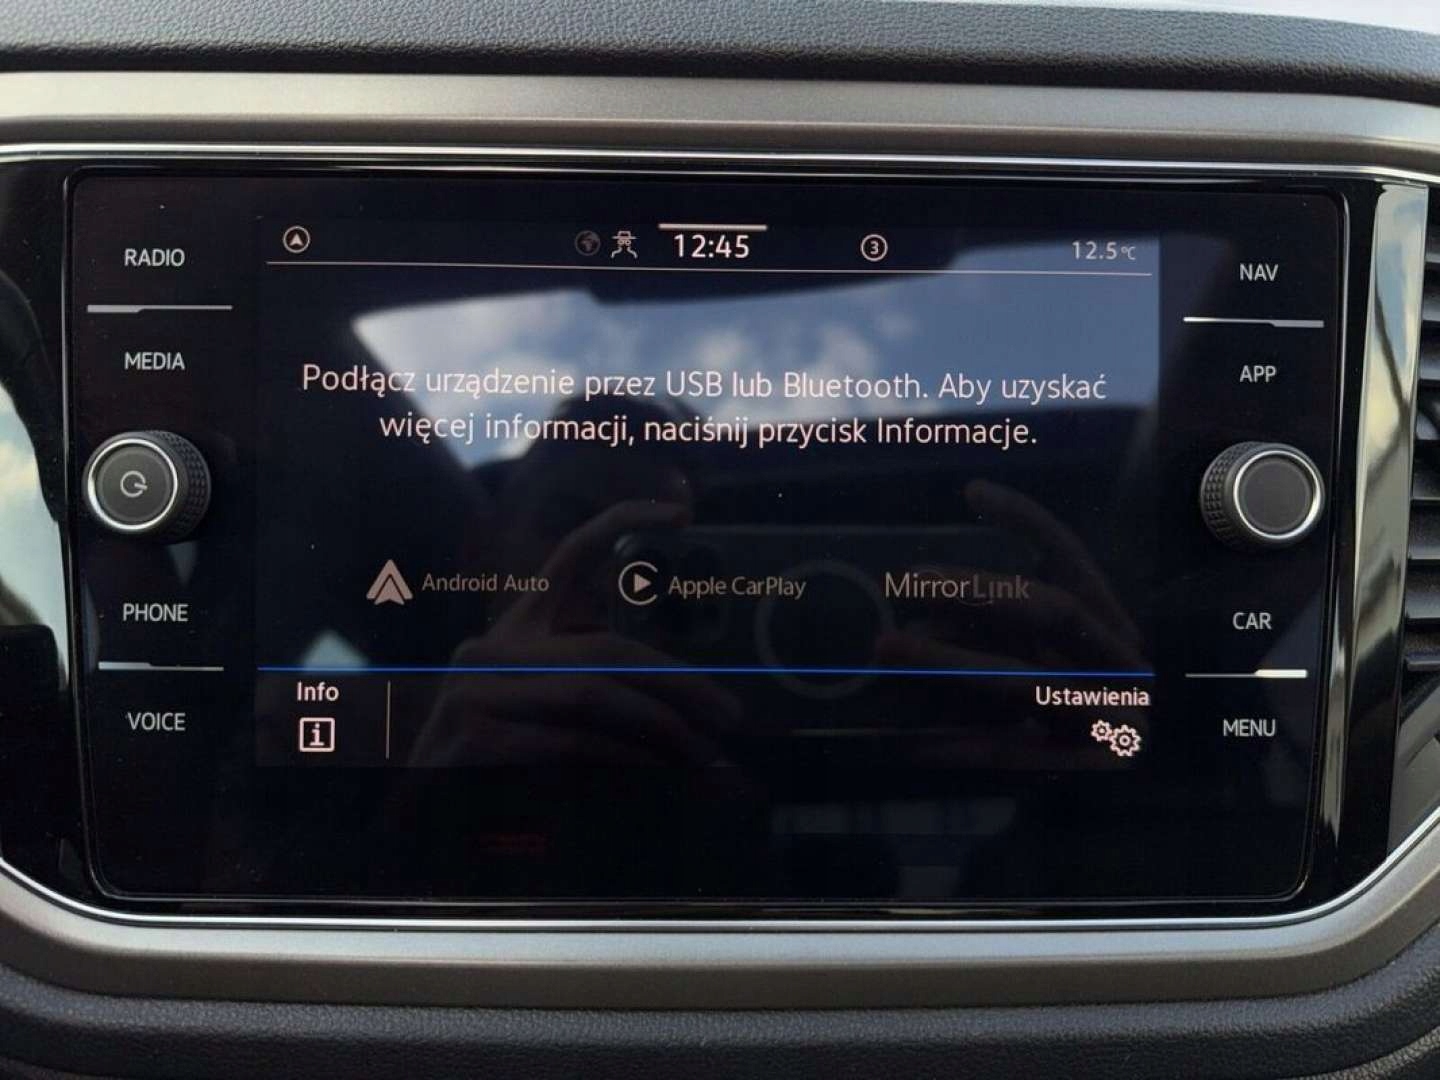 RADIO
12:45
3
12.5°C
NAV
MEDIA
APP
Podłącz urządzenie przez USB lub Bluetooth. Aby uzyskać
więcej informacji, naciśnij przycisk Informacje.
Android Auto
Apple CarPlay
MirrorLink
PHONE
CAR
Info
Ustawienia
VOICE
MENU